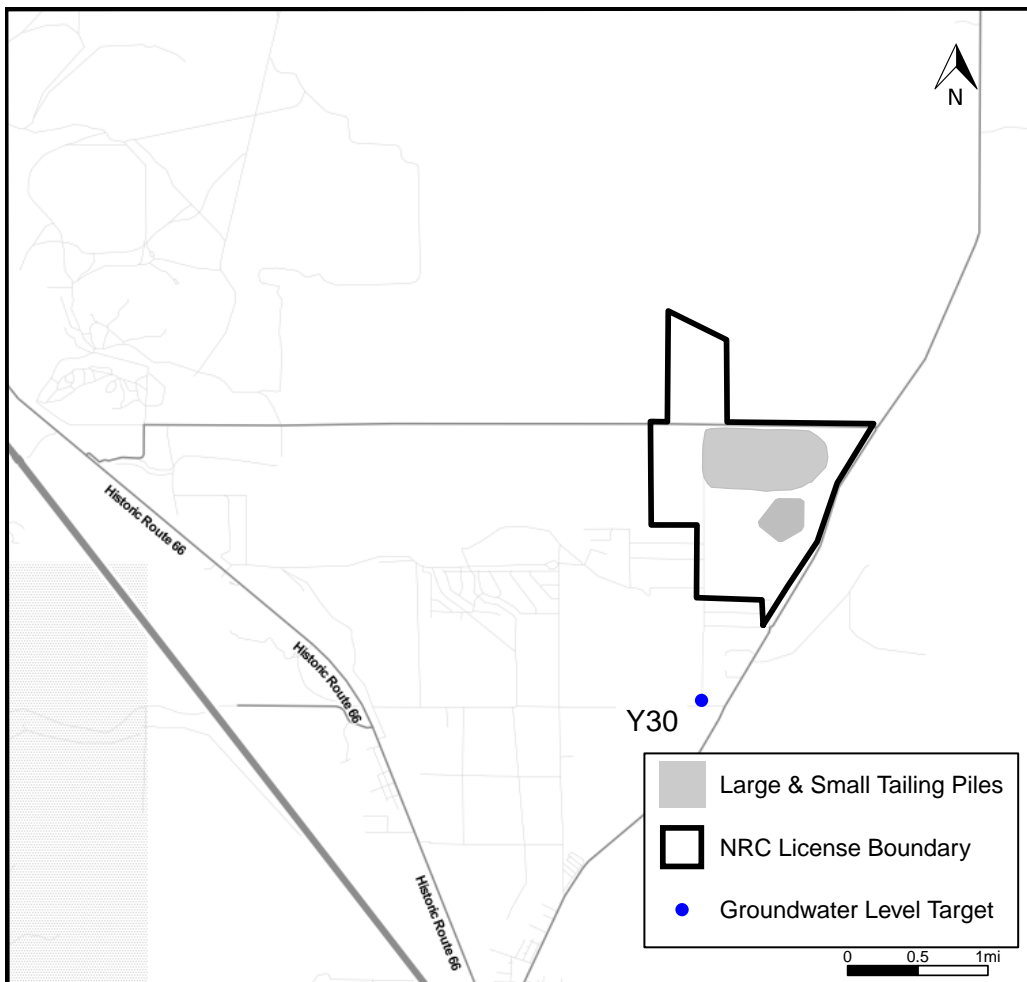 N
Historic Route 66
Historic Route 66
Y30
Historic Route 66
Large & Small Tailing Piles
NRC License Boundary
Groundwater Level Target
0 0.5 1mi